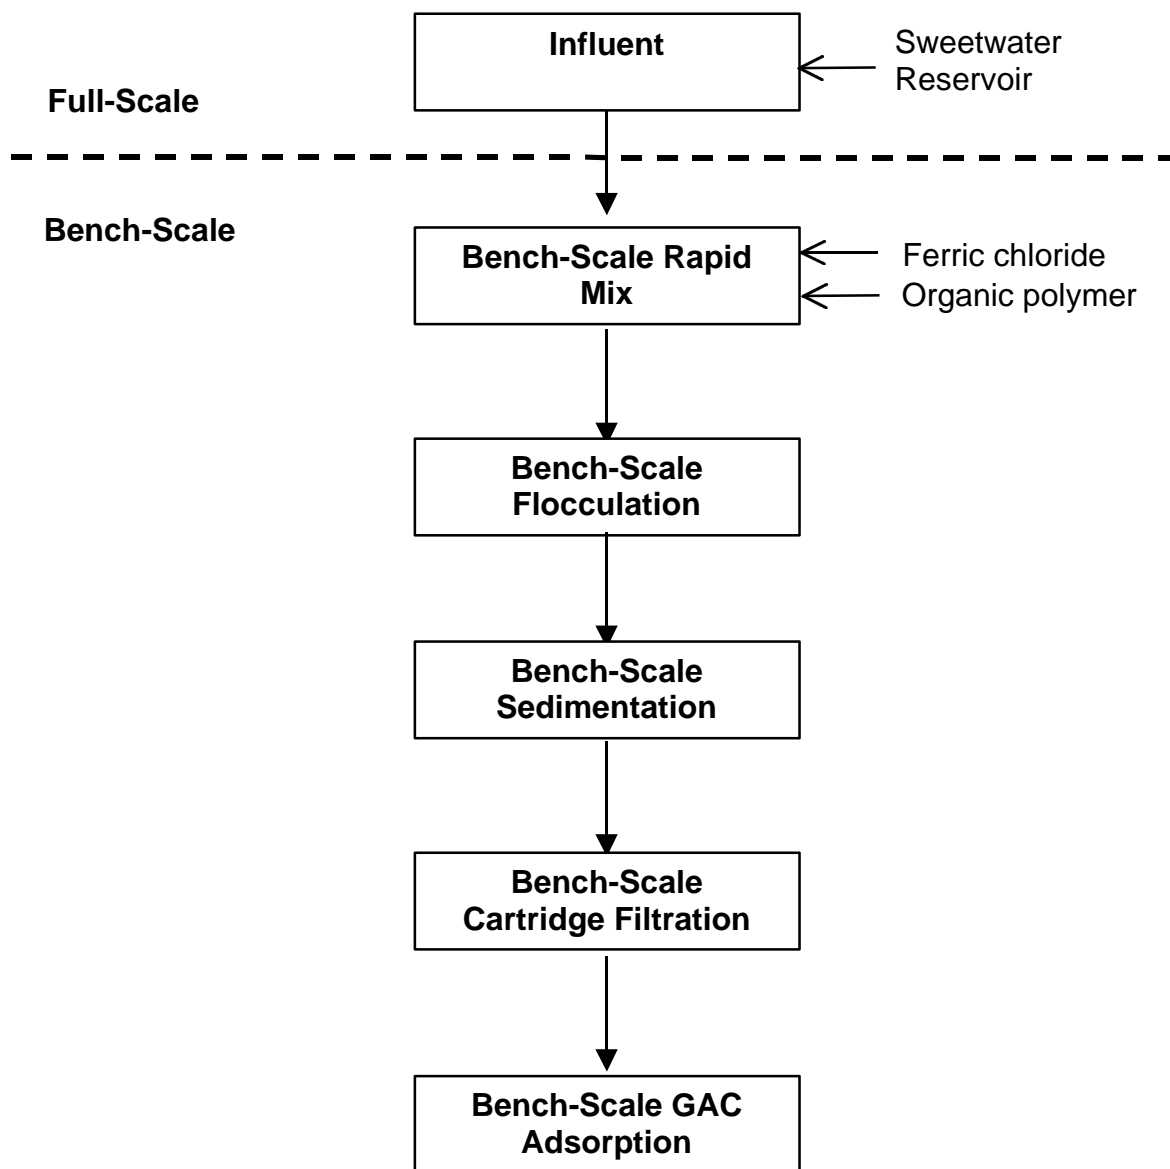 Influent
Sweetwater
Reservoir
Full-Scale
Bench-Scale
Bench-Scale Rapid
Mix
Ferric chloride
Organic polymer
Bench-Scale
Flocculation
Bench-Scale
Sedimentation
Bench-Scale
Cartridge Filtration
Bench-Scale GAC
Adsorption